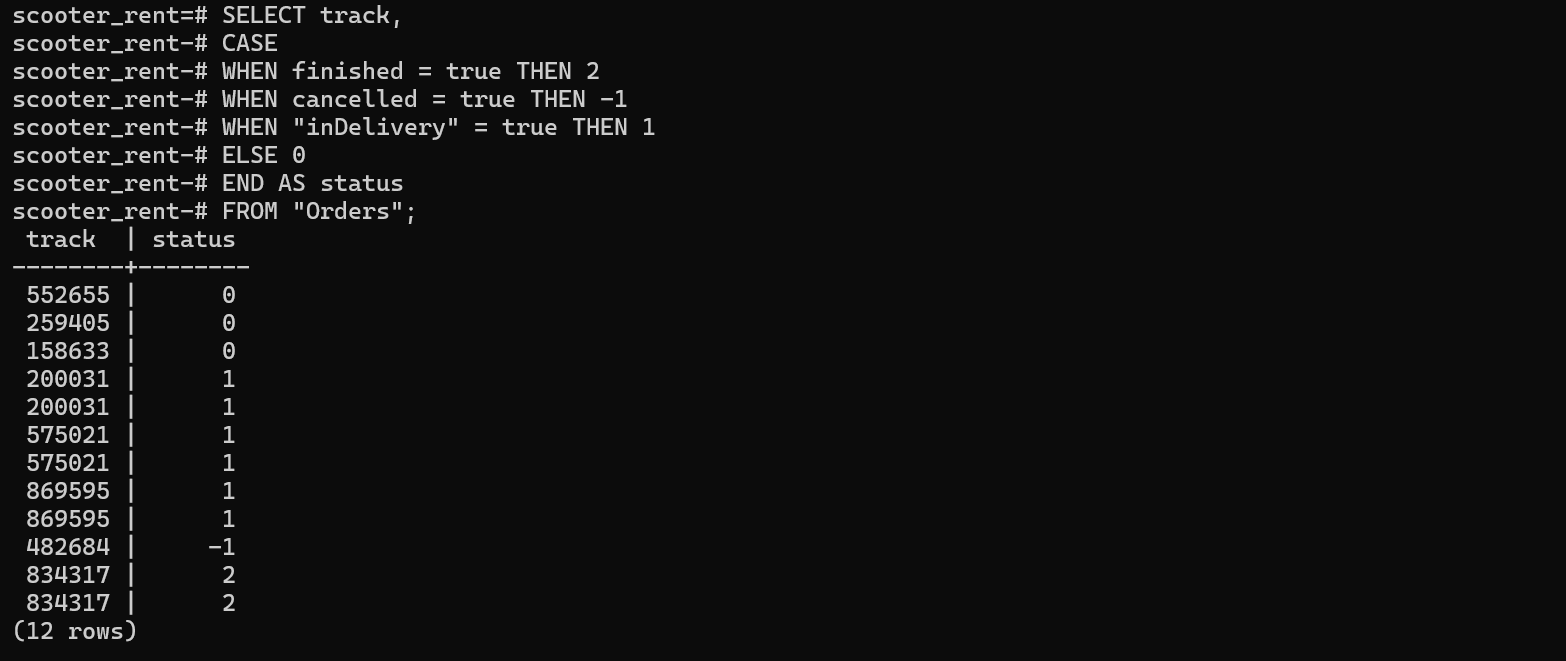 scooter_rent=# SELECT track,
scooter_rent-# CASE
scooter_rent-# WHEN finished = true THEN 2
scooter_rent-# WHEN cancelled = true THEN -1
scooter_rent-# WHEN "inDelivery" = true THEN 1
scooter_rent-# ELSE 0
scooter_rent-# END AS status
scooter_rent-# FROM "Orders";
 track  | status
--------+--------
 552655 |      0
 259405 |      0
 158633 |      0
 200031 |      1
 200031 |      1
 575021 |      1
 575021 |      1
 869595 |      1
 869595 |      1
 482684 |     -1
 834317 |      2
 834317 |      2
(12 rows)